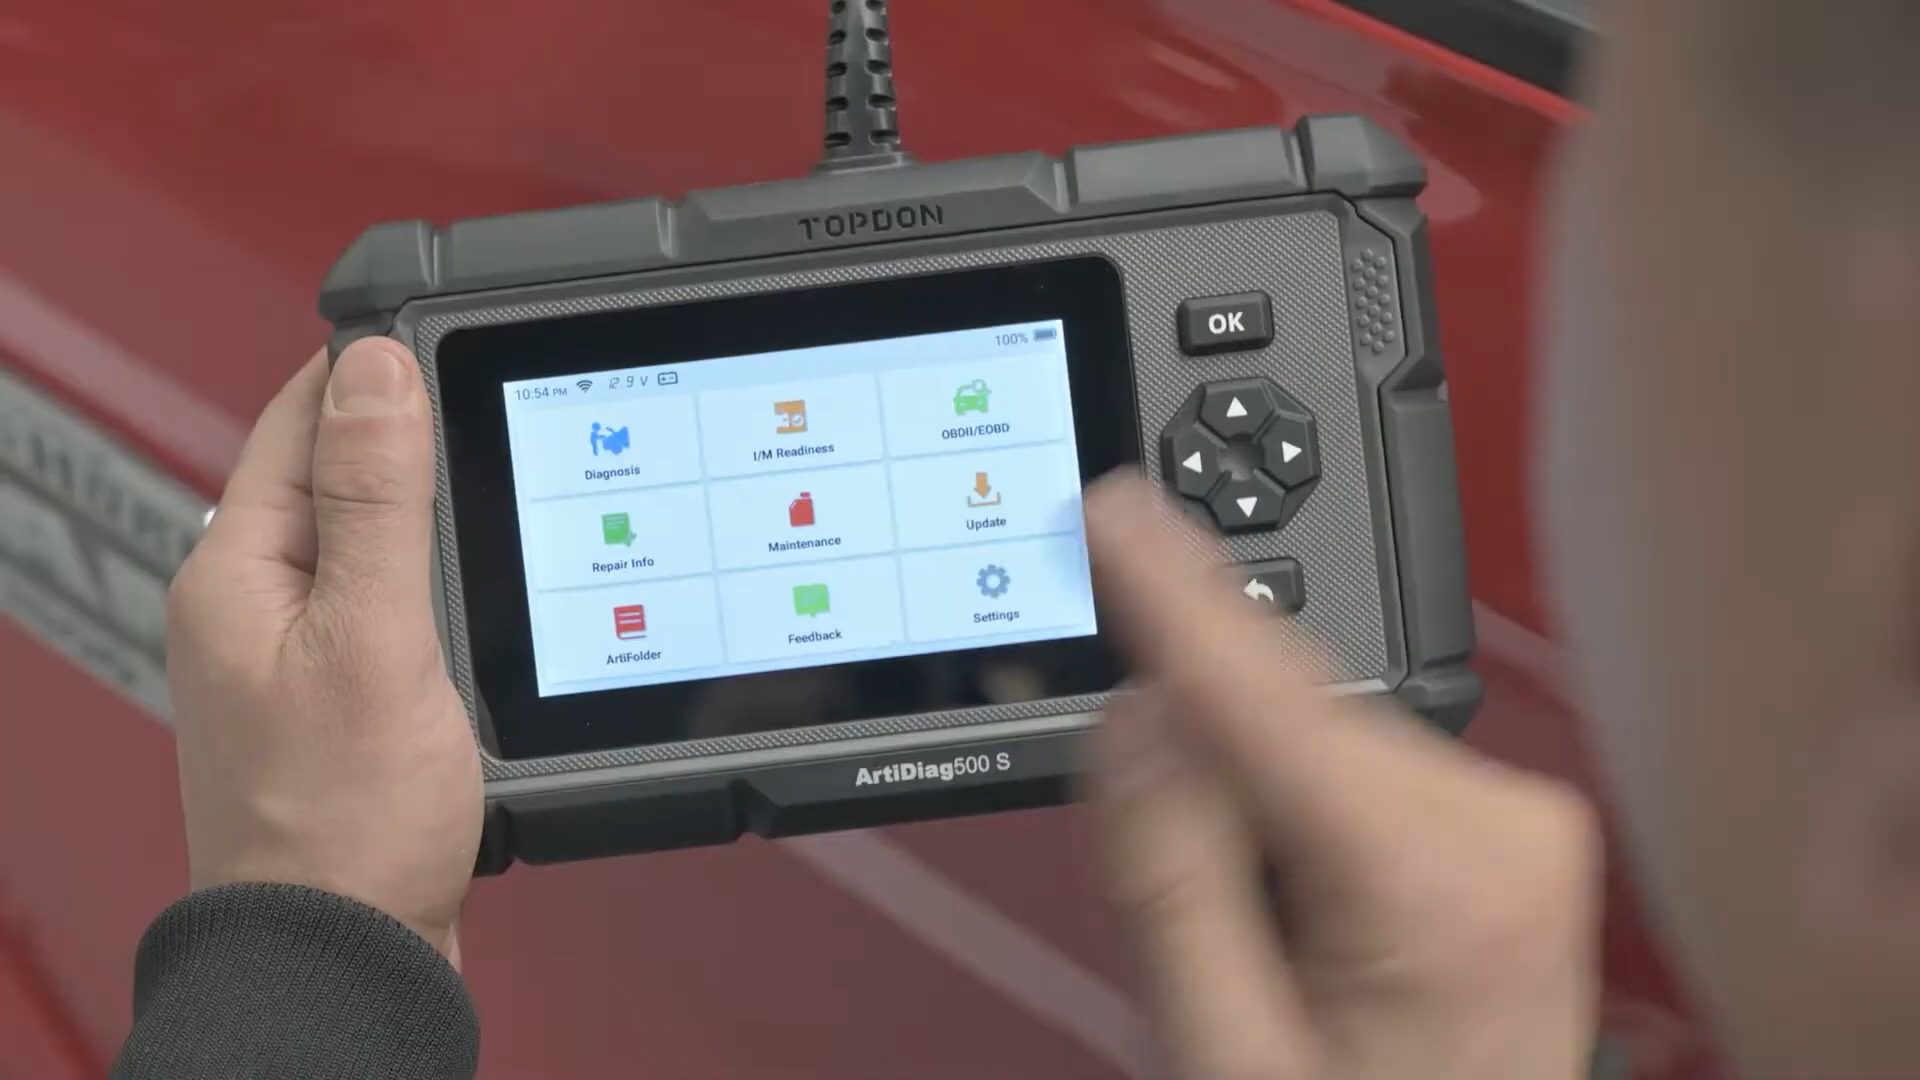 TOPDON
10:54 PM 12.9 V 100%
Diagnosis
I/M Readiness
OBDII/EOBD
Repair Info
Maintenance
Update
ArtiFolder
Feedback
Settings
OK
ArtiDiag500 S